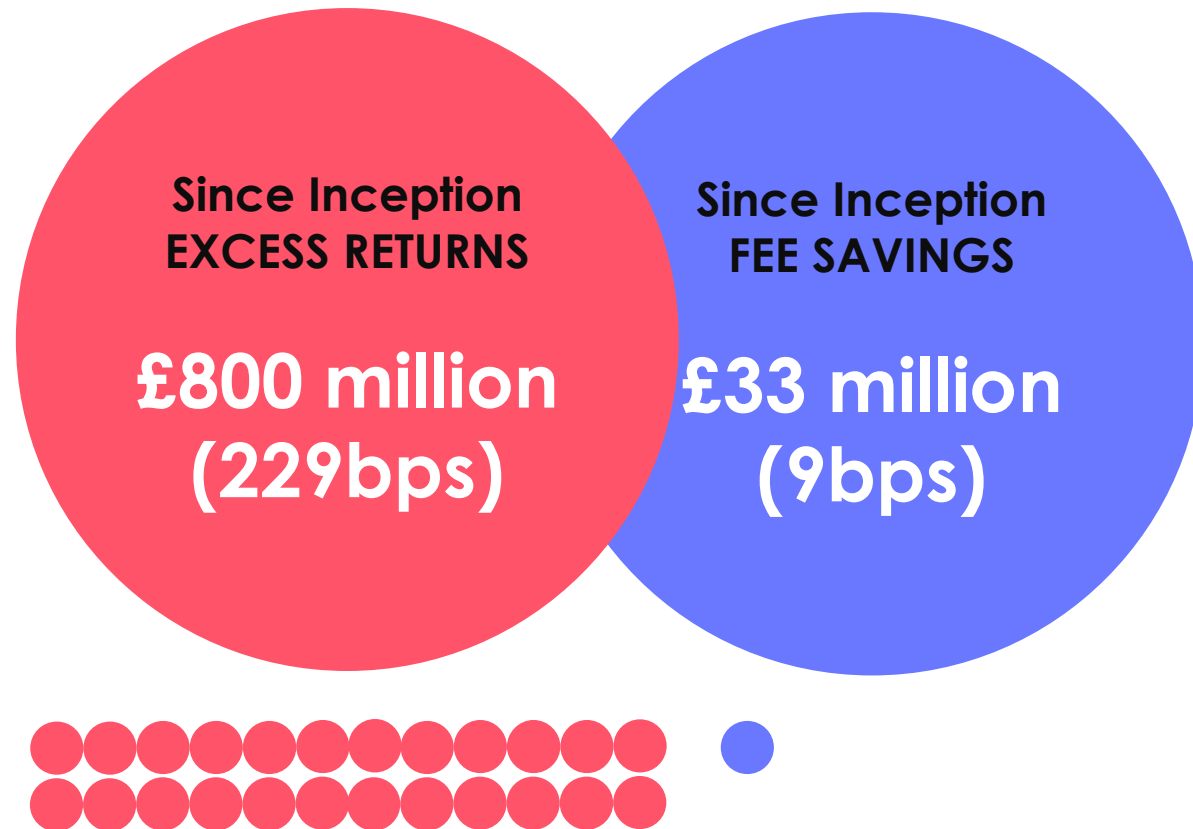 Since Inception
EXCESS RETURNS
£800 million
(229bps)
Since Inception
FEE SAVINGS
£33 million
(9bps)